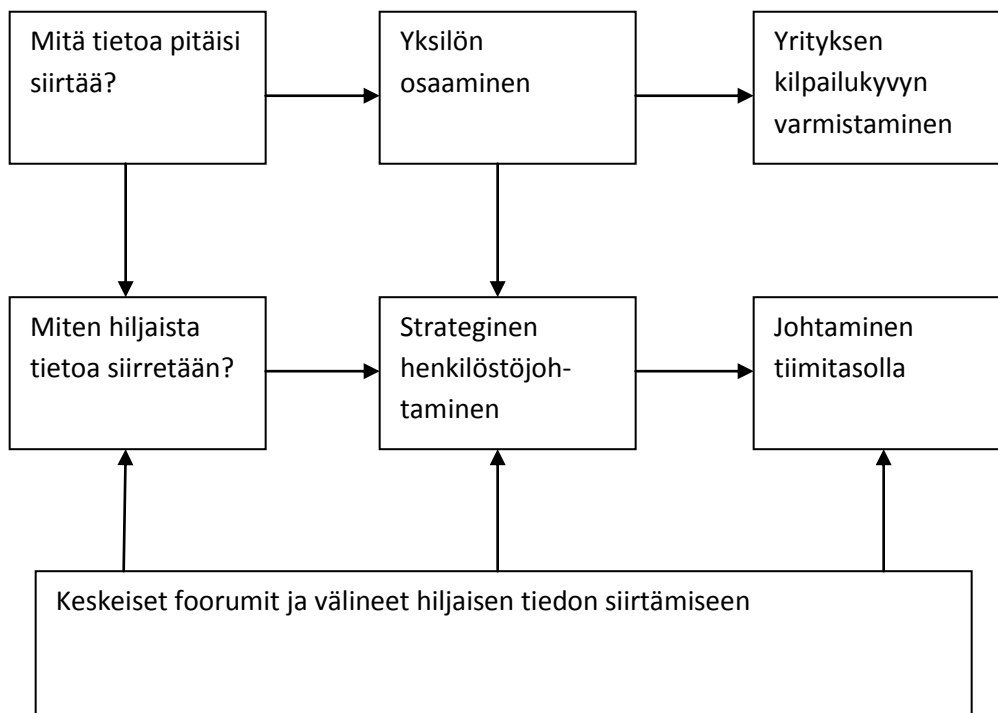 Mitä tietoa pitäisi
siirtää?
Yksilön
osaaminen
Yrityksen
kilpailukyvyn
varmistaminen
Miten hiljaista
tietoa siirretään?
Strateginen
henkilöstöjoh-
taminen
Johtaminen
tiimitasolla
Keskeiset foorumit ja välineet hiljaisen tiedon siirtämiseen